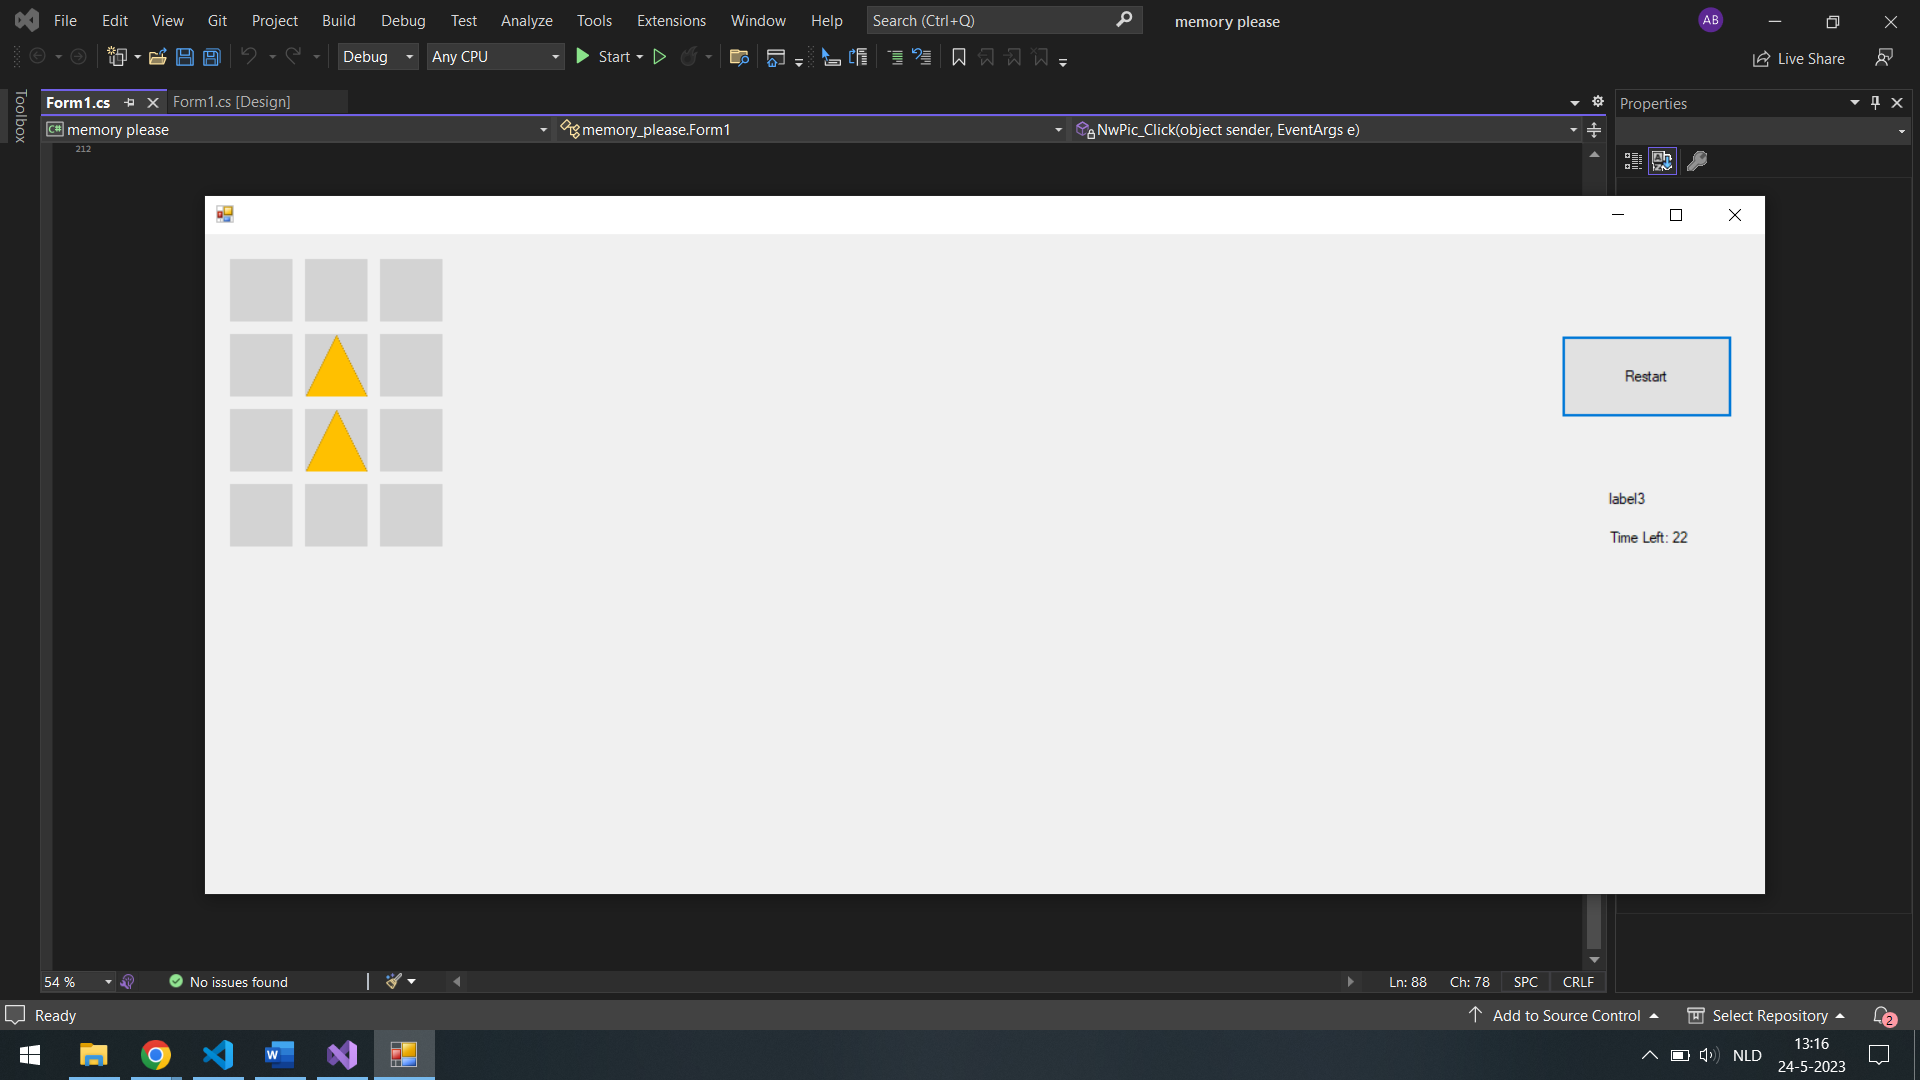 File Edit View Git Project Build Debug Test Analyze Tools Extensions Window Help Search (Ctrl+Q) memory please AB
Debug Any CPU Start Live Share
Toolbox
Form1.cs Form1.cs [Design] Properties
C# memory please memory_please.Form1 NwPic_Click(object sender, EventArgs e)
212
Restart
label3
Time Left: 22
54 % No issues found Ln: 88 Ch: 78 SPC CRLF
Ready Add to Source Control Select Repository 2
NLD 13:16
24-5-2023